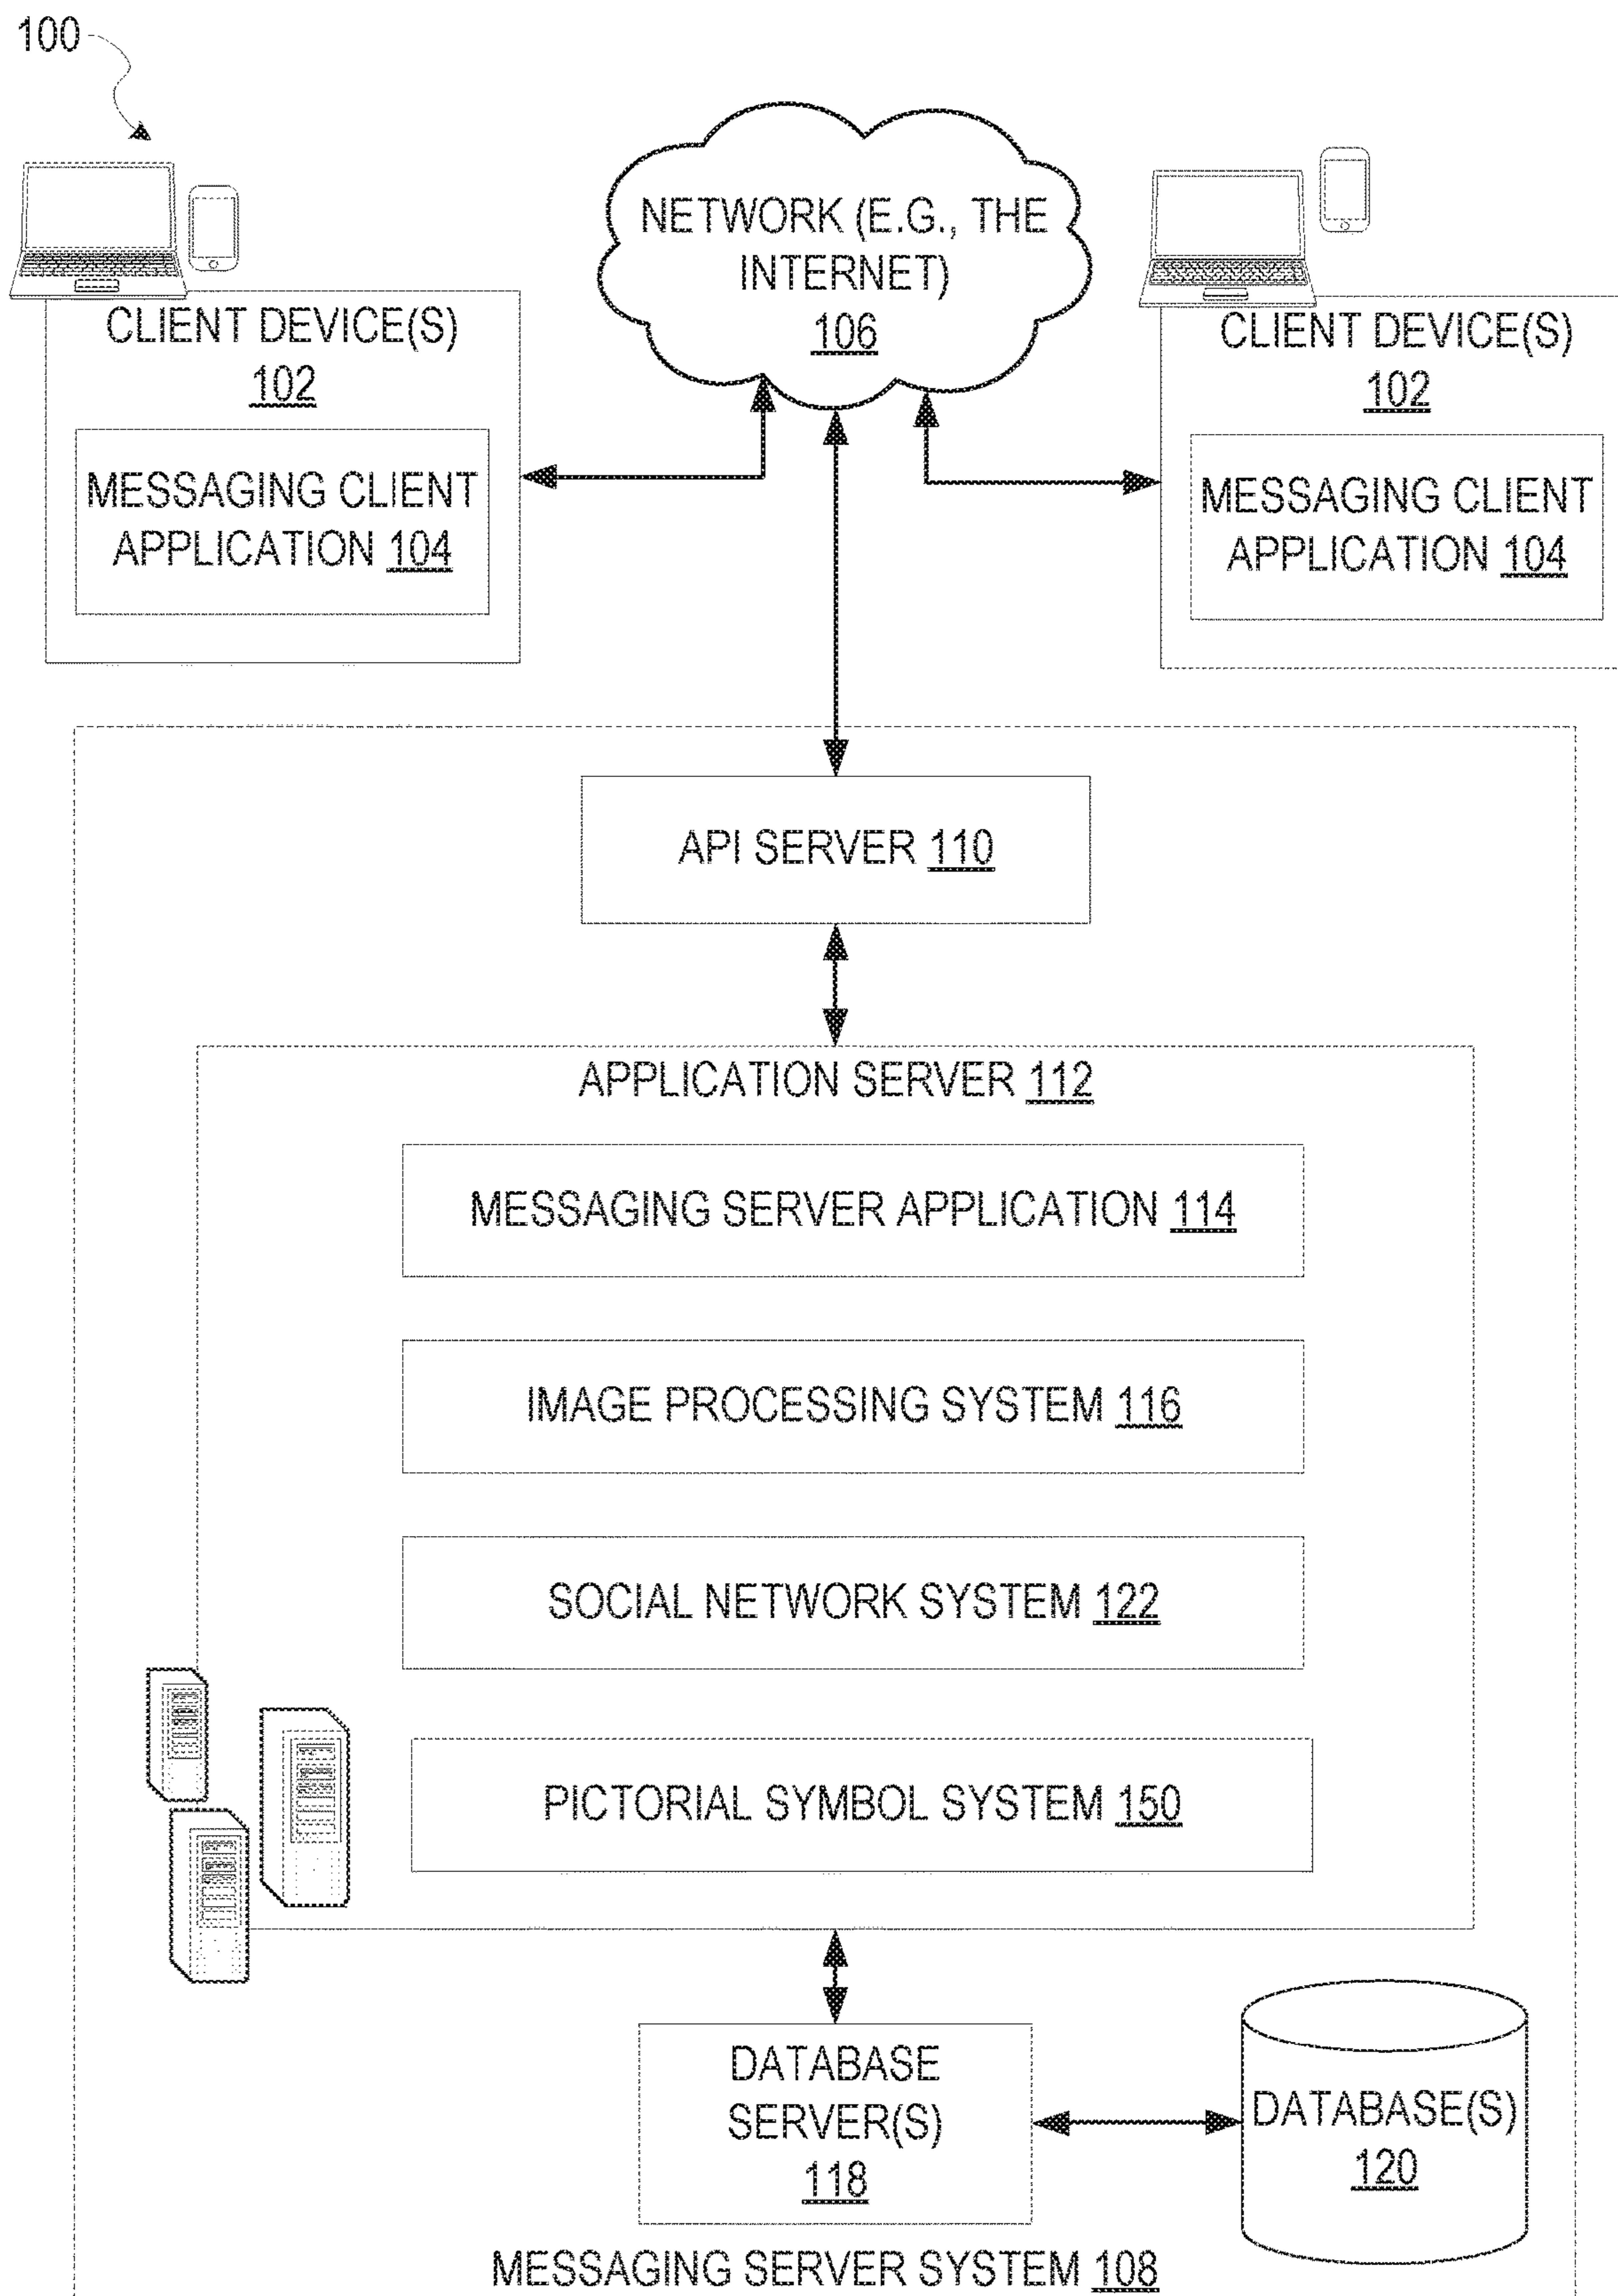 100
NETWORK (E.G., THE
INTERNET)
106
CLIENT DEVICE(S)
102
MESSAGING CLIENT
APPLICATION 104
CLIENT DEVICE(S)
102
MESSAGING CLIENT
APPLICATION 104
API SERVER 110
APPLICATION SERVER 112
MESSAGING SERVER APPLICATION 114
IMAGE PROCESSING SYSTEM 116
SOCIAL NETWORK SYSTEM 122
PICTORIAL SYMBOL SYSTEM 150
DATABASE
SERVER(S)
118
DATABASE(S)
120
MESSAGING SERVER SYSTEM 108